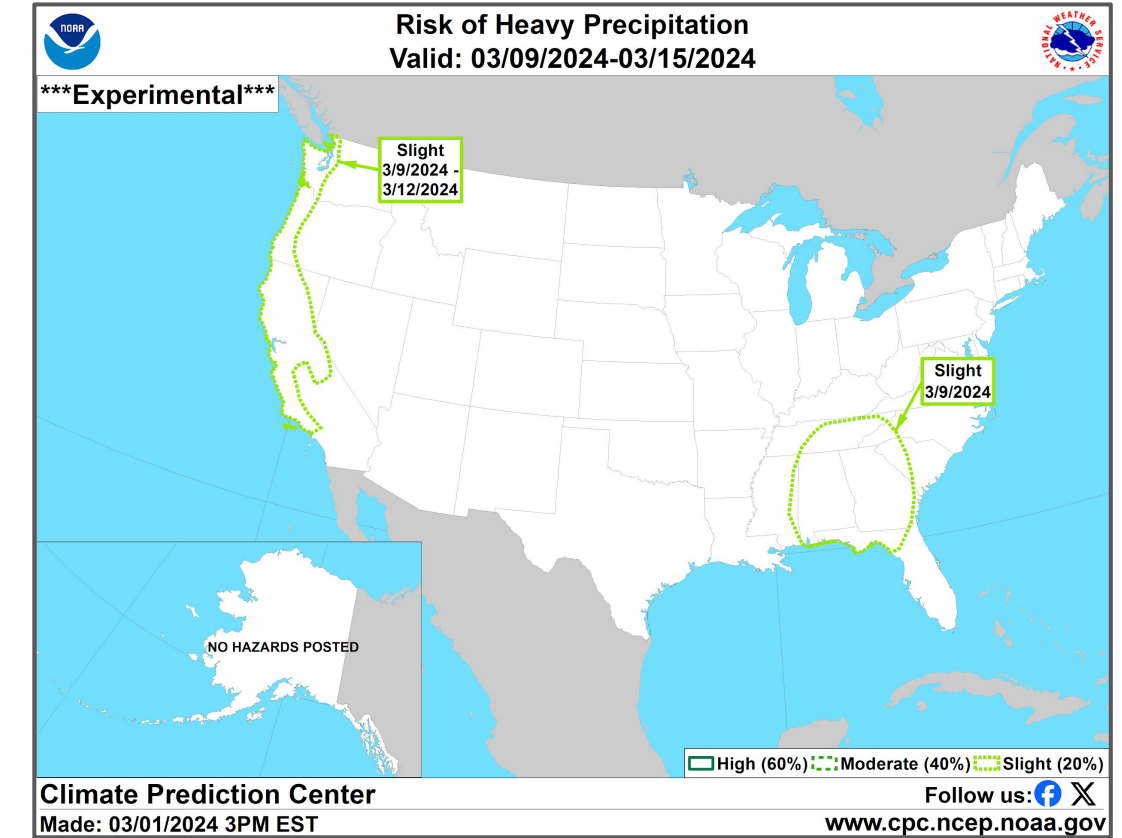 NOAA
Risk of Heavy Precipitation
Valid: 03/09/2024-03/15/2024
NATIONAL WEATHER SERVICE
***Experimental***
Slight
3/9/2024 -
3/12/2024
Slight
3/9/2024
NO HAZARDS POSTED
High (60%) Moderate (40%) Slight (20%)
Climate Prediction Center
Follow us:
Made: 03/01/2024 3PM EST
www.cpc.ncep.noaa.gov